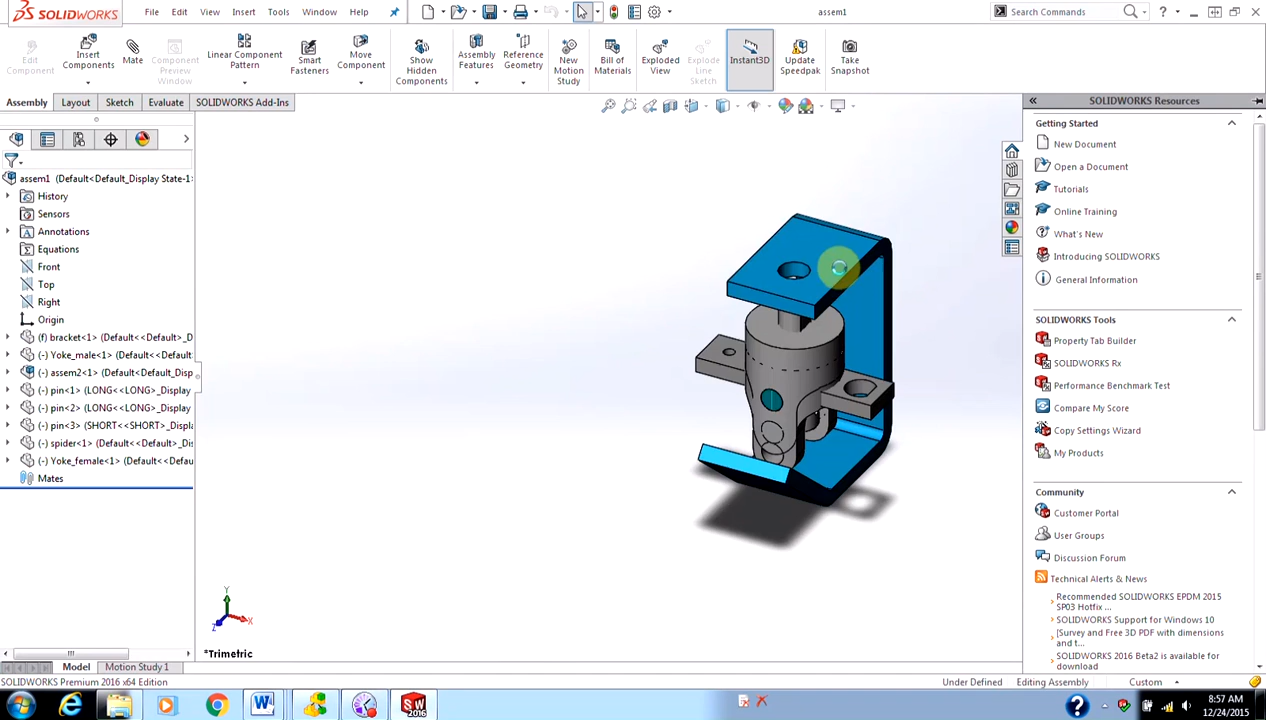 SOLIDWORKS
File Edit View Insert Tools Window Help
assem1
Search Commands
Edit Component
Insert Components
Mate
Component Preview Window
Linear Component Pattern
Smart Fasteners
Move Component
Show Hidden Components
Assembly Features
Reference Geometry
New Motion Study
Bill of Materials
Exploded View
Explode Line Sketch
Instant3D
Update Speedpak
Take Snapshot
Assembly Layout Sketch Evaluate SOLIDWORKS Add-Ins
assem1 (Default<Default_Display State-1>
History
Sensors
Annotations
Equations
Front
Top
Right
Origin
(f) bracket<1> (Default<<Default>_D
(-) Yoke_male<1> (Default<<Default
(-) assem2<1> (Default<Default_Disp
(-) pin<1> (LONG<<LONG>_Display
(-) pin<2> (LONG<<LONG>_Display
(-) pin<3> (SHORT<<SHORT>_Displa
(-) spider<1> (Default<<Default>_Dis
(-) Yoke_female<1> (Default<<Defau
Mates
Y
X
Z
*Trimetric
SOLIDWORKS Resources
Getting Started
New Document
Open a Document
Tutorials
Online Training
What's New
Introducing SOLIDWORKS
General Information
SOLIDWORKS Tools
Property Tab Builder
SOLIDWORKS Rx
Performance Benchmark Test
Compare My Score
Copy Settings Wizard
My Products
Community
Customer Portal
User Groups
Discussion Forum
Technical Alerts & News
Recommended SOLIDWORKS EPDM 2015
SP03 Hotfix ...
SOLIDWORKS Support for Windows 10
[Survey and Free 3D PDF with dimensions
and t...
SOLIDWORKS 2016 Beta2 is available for
download
Model Motion Study 1
SOLIDWORKS Premium 2016 x64 Edition
Under Defined Editing Assembly Custom
SW
2016
8:57 AM
12/24/2015